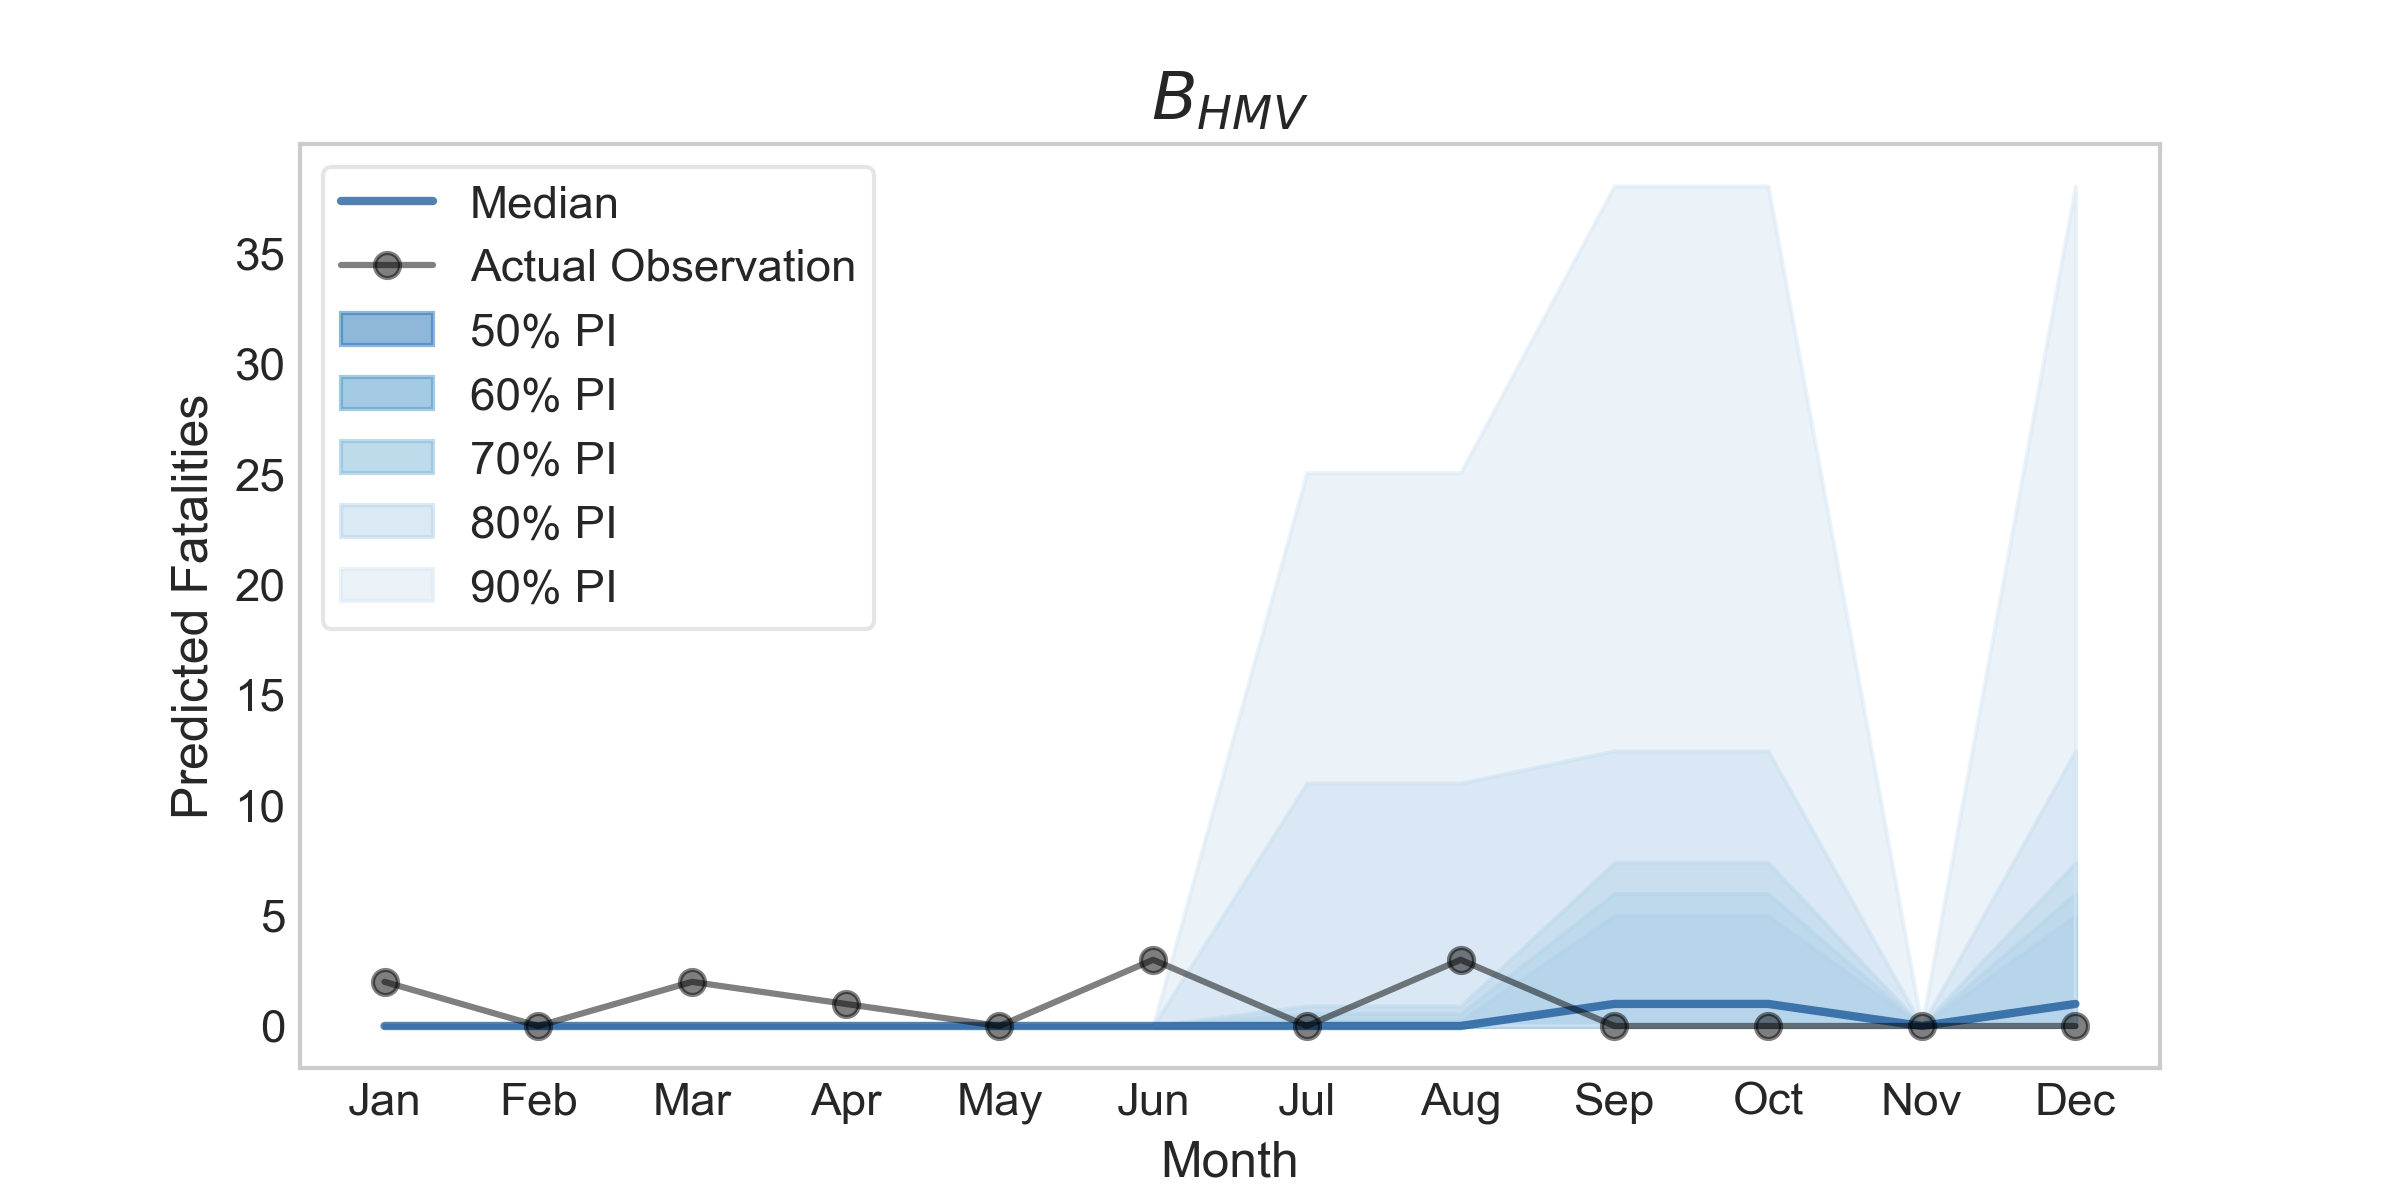 B_HMV
Median
Actual Observation
50% PI
60% PI
70% PI
80% PI
90% PI
Predicted Fatalities
35
30
25
20
15
10
5
0
Jan Feb Mar Apr May Jun Jul Aug Sep Oct Nov Dec
Month